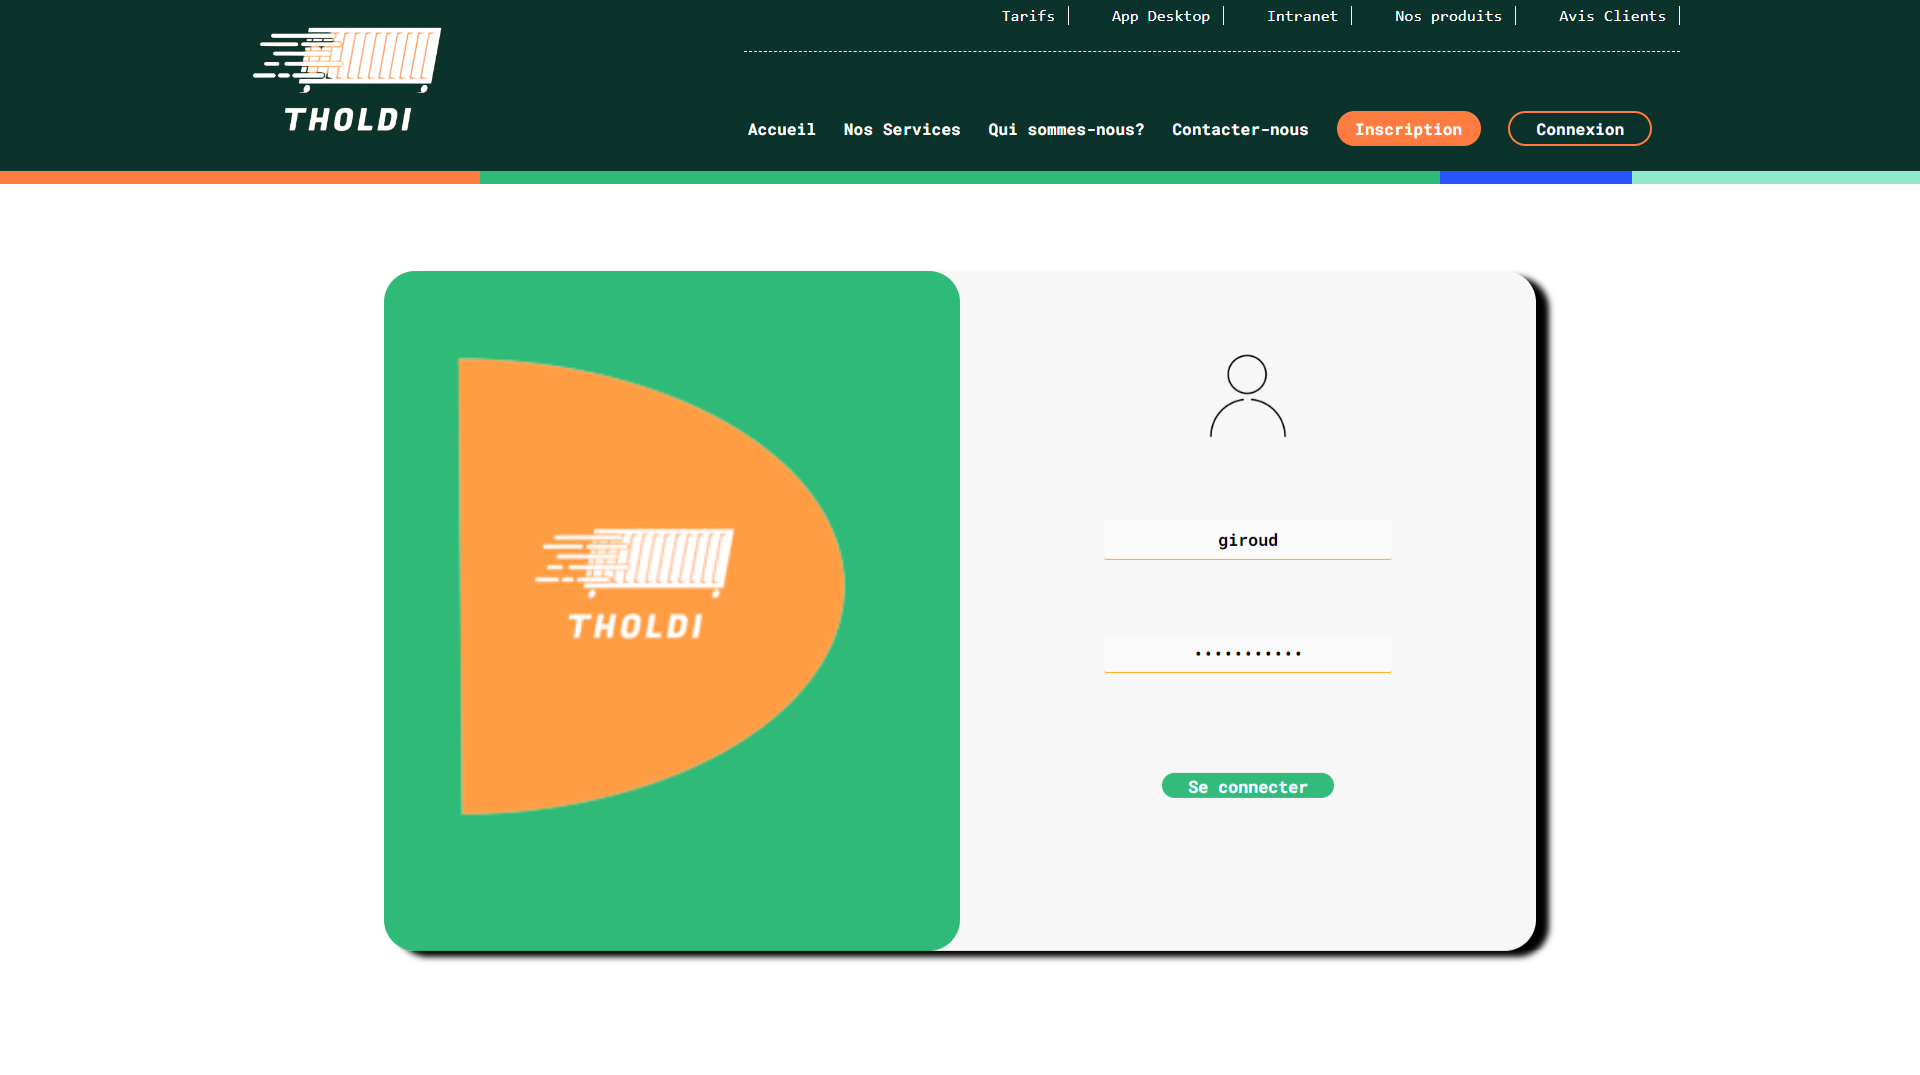 Tarifs
App Desktop
Intranet
Nos produits
Avis Clients
THOLDI
Accueil
Nos Services
Qui sommes-nous?
Contacter-nous
Inscription
Connexion
THOLDI
giroud
•••••••••••
Se connecter